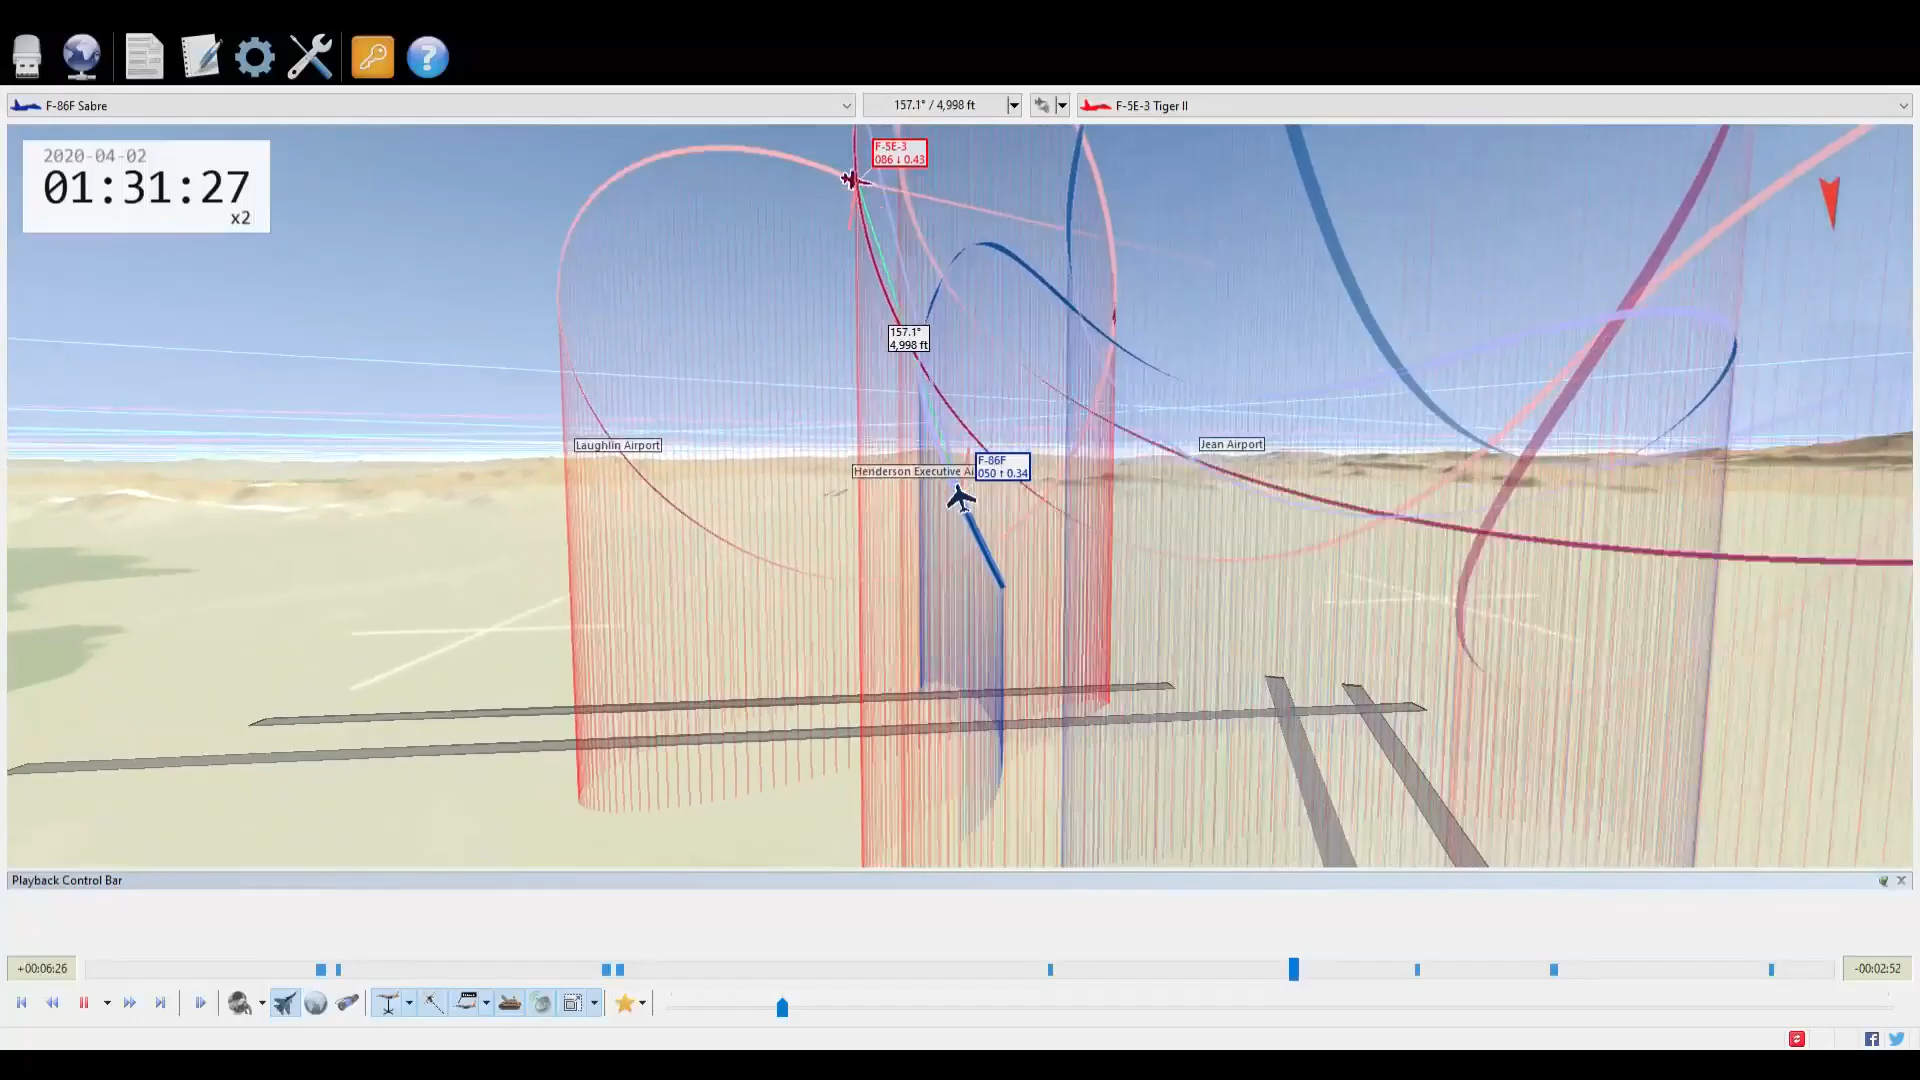 F-86F Sabre
157.1° / 4,998 ft
F-5E-3 Tiger II
2020-04-02
01:31:27
x2
F-5E-3
086 ↓ 0.43
157.1°
4,998 ft
Laughlin Airport
Jean Airport
Henderson Executive Ai
F-86F
050 ↑ 0.34
Playback Control Bar
+00:06:26
-00:02:52